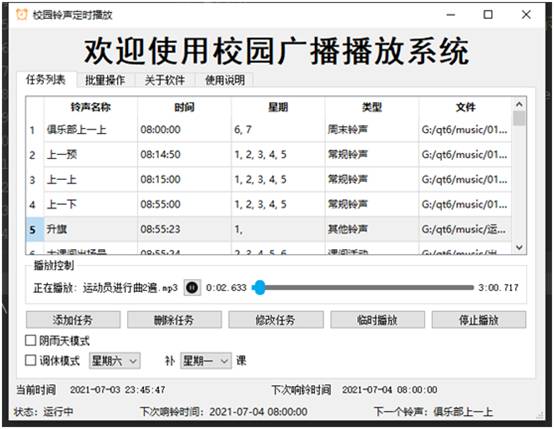 校园铃声定时播放
欢迎使用校园广播播放系统
任务列表 批量操作 关于软件 使用说明
铃声名称 时间 星期 类型 文件
1 俱乐部上一上 08:00:00 6, 7 周末铃声 G:/qt6/music/01...
2 上一预 08:14:50 1, 2, 3, 4, 5 常规铃声 G:/qt6/music/01...
3 上一上 08:15:00 1, 2, 3, 4, 5 常规铃声 G:/qt6/music/01...
4 上一下 08:55:00 1, 2, 3, 4, 5 常规铃声 G:/qt6/music/01...
5 升旗 08:55:23 1, 其他铃声 G:/qt6/music/运...
6 大课间出场号 08:55:24 2, 3, 4, 5, 6 课间活动 G:/qt6/music/出...
播放控制
正在播放: 运动员进行曲2遍.mp3 0:02.633 3:00.717
添加任务 删除任务 修改任务 临时播放 停止播放
阴雨天模式
调休模式 星期六 补 星期一 课
当前时间 2021-07-03 23:45:47 下次响铃时间 2021-07-04 08:00:00
状态: 运行中 下次响铃时间: 2021-07-04 08:00:00 下一个铃声: 俱乐部上一上